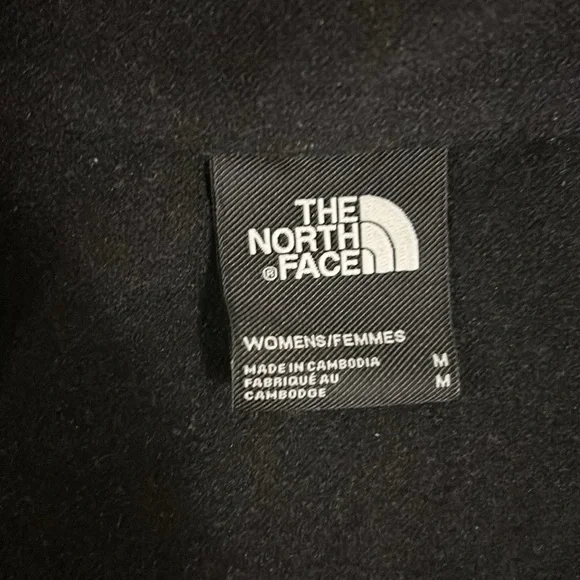 THE
NORTH
® FACE
WOMENS/FEMMES
MADE IN CAMBODIA M
FABRIQUÉ AU M
CAMBODGE